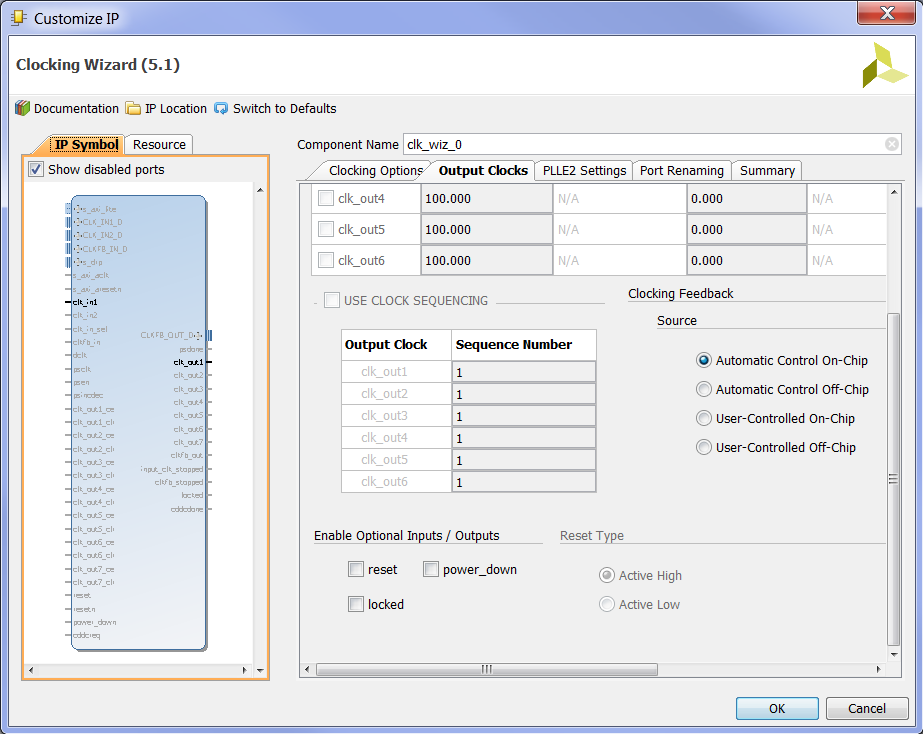 Customize IP
Clocking Wizard (5.1)
Documentation IP Location Switch to Defaults
IP Symbol Resource
Show disabled ports
s_axi_lite
CLK_IN1_D
CLK_IN2_D
CLKFB_IN_D
s_drp
s_axi_aclk
s_axi_aresetn
clk_in1
clk_in2
clk_in_sel
clkfb_in
dclk
psclk
psen
psincdec
clk_out1_ce
clk_out1_clr
clk_out2_ce
clk_out2_clr
clk_out3_ce
clk_out3_clr
clk_out4_ce
clk_out4_clr
clk_out5_ce
clk_out5_clr
clk_out6_ce
clk_out6_clr
clk_out7_ce
clk_out7_clr
reset
resetn
power_down
cddcreq
CLKFB_OUT_D
psdone
clk_out1
clk_out2
clk_out3
clk_out4
clk_out5
clk_out6
clk_out7
clkfb_out
input_clk_stopped
clkfb_stopped
locked
cddcdone
Component Name clk_wiz_0
Clocking Options Output Clocks PLLE2 Settings Port Renaming Summary
clk_out4 100.000 N/A 0.000 N/A
clk_out5 100.000 N/A 0.000 N/A
clk_out6 100.000 N/A 0.000 N/A
USE CLOCK SEQUENCING
Output Clock Sequence Number
clk_out1 1
clk_out2 1
clk_out3 1
clk_out4 1
clk_out5 1
clk_out6 1
Clocking Feedback
Source
Automatic Control On-Chip
Automatic Control Off-Chip
User-Controlled On-Chip
User-Controlled Off-Chip
Enable Optional Inputs / Outputs
reset power_down
locked
Reset Type
Active High
Active Low
OK Cancel